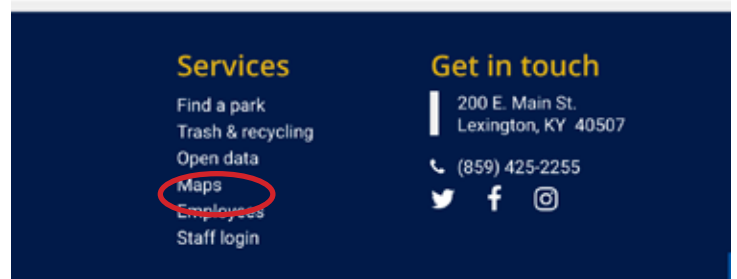 Services
Find a park
Trash & recycling
Open data
Maps
Employees
Staff login
Get in touch
200 E. Main St.
Lexington, KY 40507
(859) 425-2255